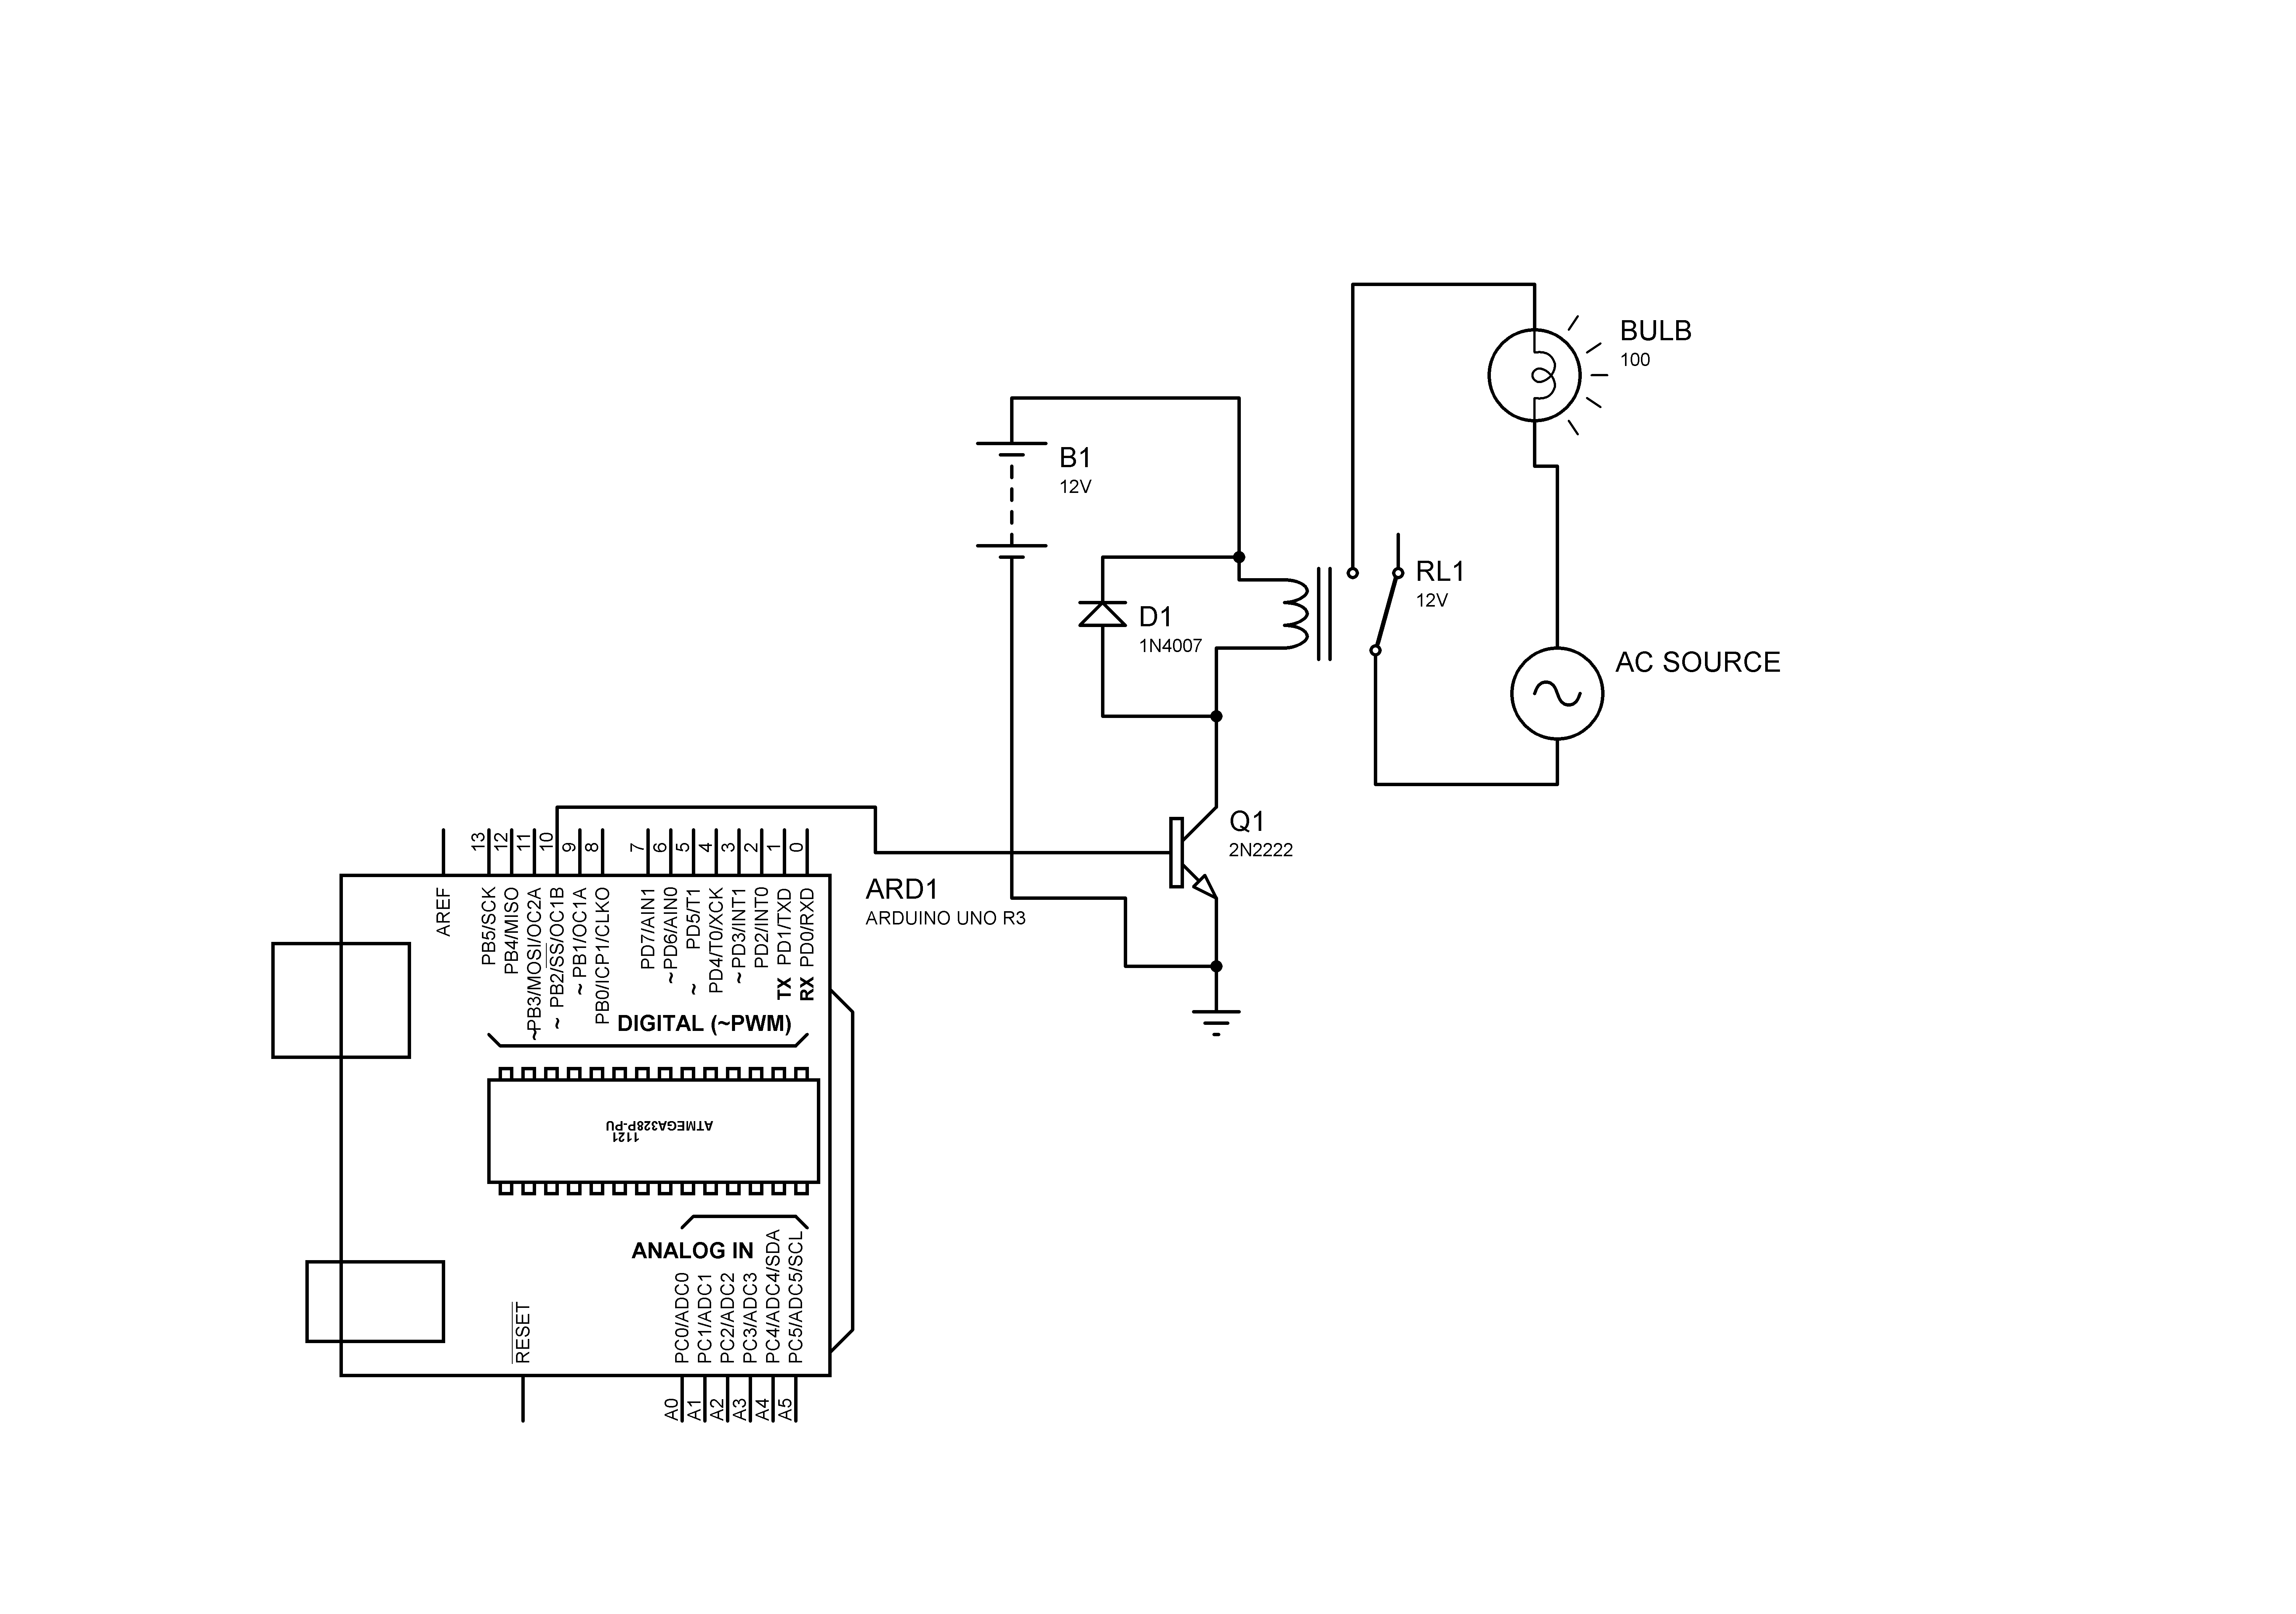 BULB
100
B1
12V
RL1
12V
D1
1N4007
AC SOURCE
Q1
2N2222
ARD1
ARDUINO UNO R3
13
12
11
10
9
8
7
6
5
4
3
2
1
0
AREF
PB5/SCK
PB4/MISO
~PB3/MOSI/OC2A
~ PB2/SS/OC1B
~ PB1/OC1A
PB0/ICP1/CLKO
PD7/AIN1
~PD6/AIN0
~ PD5/T1
PD4/T0/XCK
~ PD3/INT1
PD2/INT0
TX PD1/TXD
RX PD0/RXD
DIGITAL (~PWM)
ATMEGA328P-PU
1121
ANALOG IN
RESET
PC0/ADC0
PC1/ADC1
PC2/ADC2
PC3/ADC3
PC4/ADC4/SDA
PC5/ADC5/SCL
A0
A1
A2
A3
A4
A5